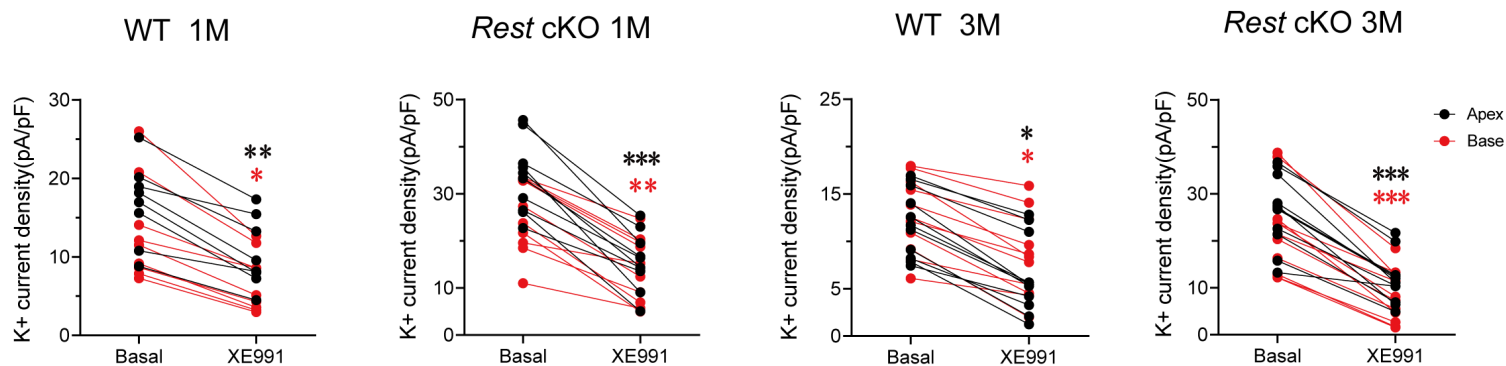 WT 1M
K+ current density(pA/pF)
30
20
10
0
**
*
Basal
XE991
Rest cKO 1M
K+ current density(pA/pF)
50
30
10
0
***
**
Basal
XE991
WT 3M
K+ current density(pA/pF)
25
15
5
0
*
*
Basal
XE991
Rest cKO 3M
K+ current density(pA/pF)
50
30
10
0
***
***
Basal
XE991
Apex
Base